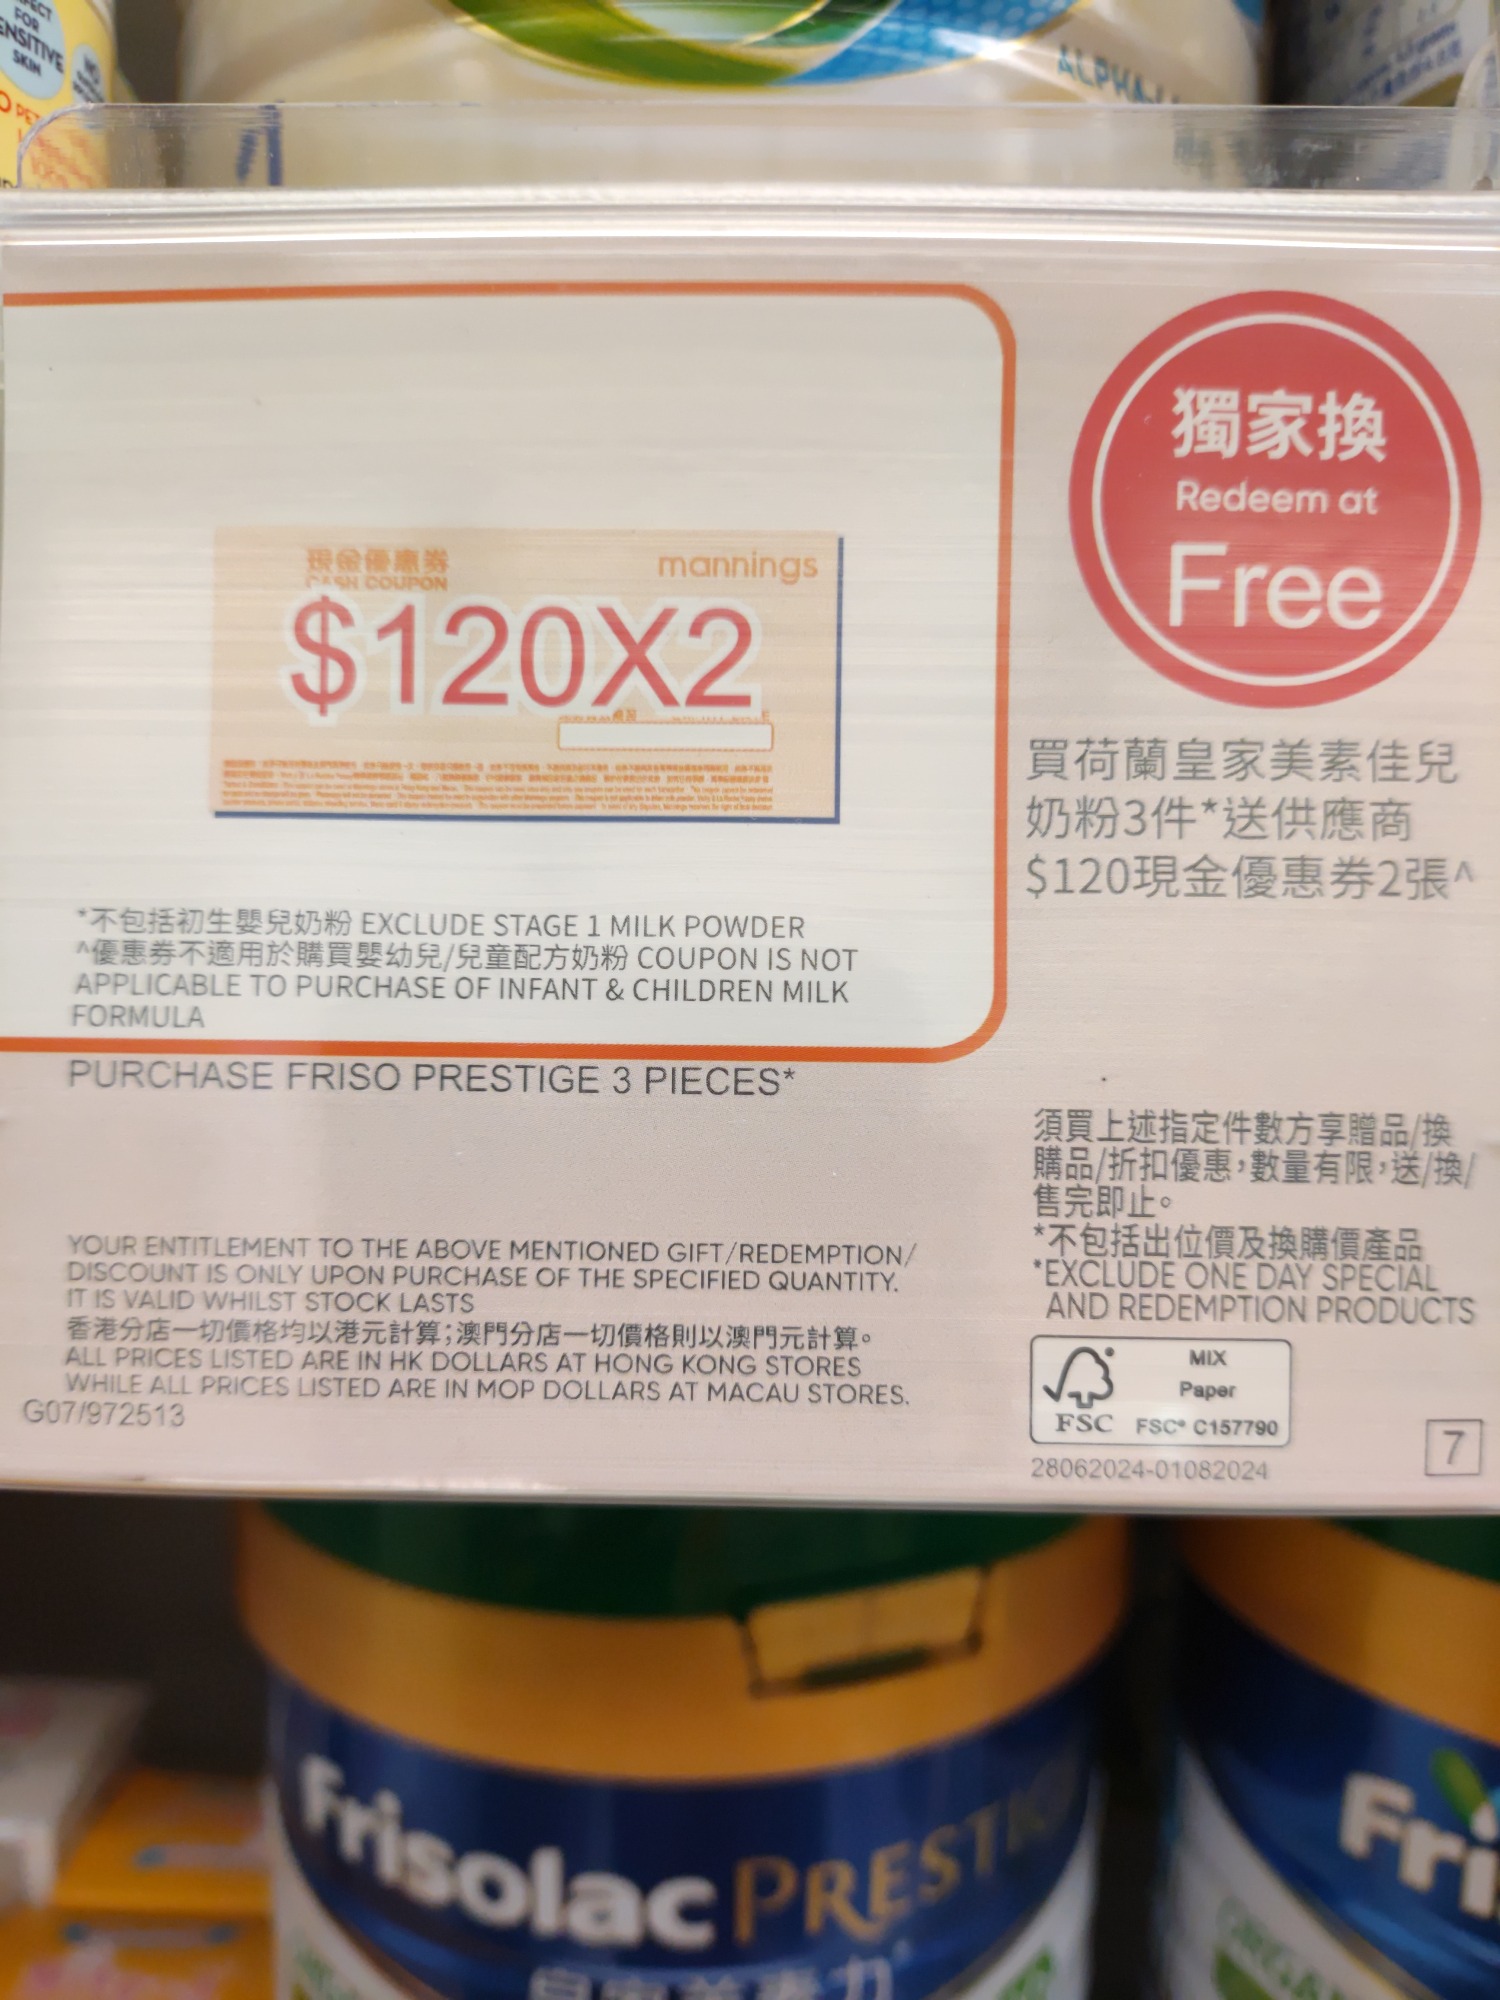 FOR
SENSITIVE
SKIN
獨家換
Redeem at
Free
現金優惠券
CASH COUPON
mannings
$120X2
買荷蘭皇家美素佳兒
奶粉3件*送供應商
$120現金優惠券2張^
*不包括初生嬰兒奶粉 EXCLUDE STAGE 1 MILK POWDER
^優惠券不適用於購買嬰幼兒/兒童配方奶粉 COUPON IS NOT
APPLICABLE TO PURCHASE OF INFANT & CHILDREN MILK
FORMULA
PURCHASE FRISO PRESTIGE 3 PIECES*
須買上述指定件數方享贈品/換
購品/折扣優惠，數量有限，送/換/
售完即止。
*不包括出位價及換購價產品
*EXCLUDE ONE DAY SPECIAL
AND REDEMPTION PRODUCTS
YOUR ENTITLEMENT TO THE ABOVE MENTIONED GIFT/REDEMPTION/
DISCOUNT IS ONLY UPON PURCHASE OF THE SPECIFIED QUANTITY.
IT IS VALID WHILST STOCK LASTS
香港分店一切價格均以港元計算；澳門分店一切價格則以澳門元計算。
ALL PRICES LISTED ARE IN HK DOLLARS AT HONG KONG STORES
WHILE ALL PRICES LISTED ARE IN MOP DOLLARS AT MACAU STORES.
G07/972513
MIX
Paper
FSC FSC® C157790
28062024-01082024
7
Frisolac PRESTI
Fri